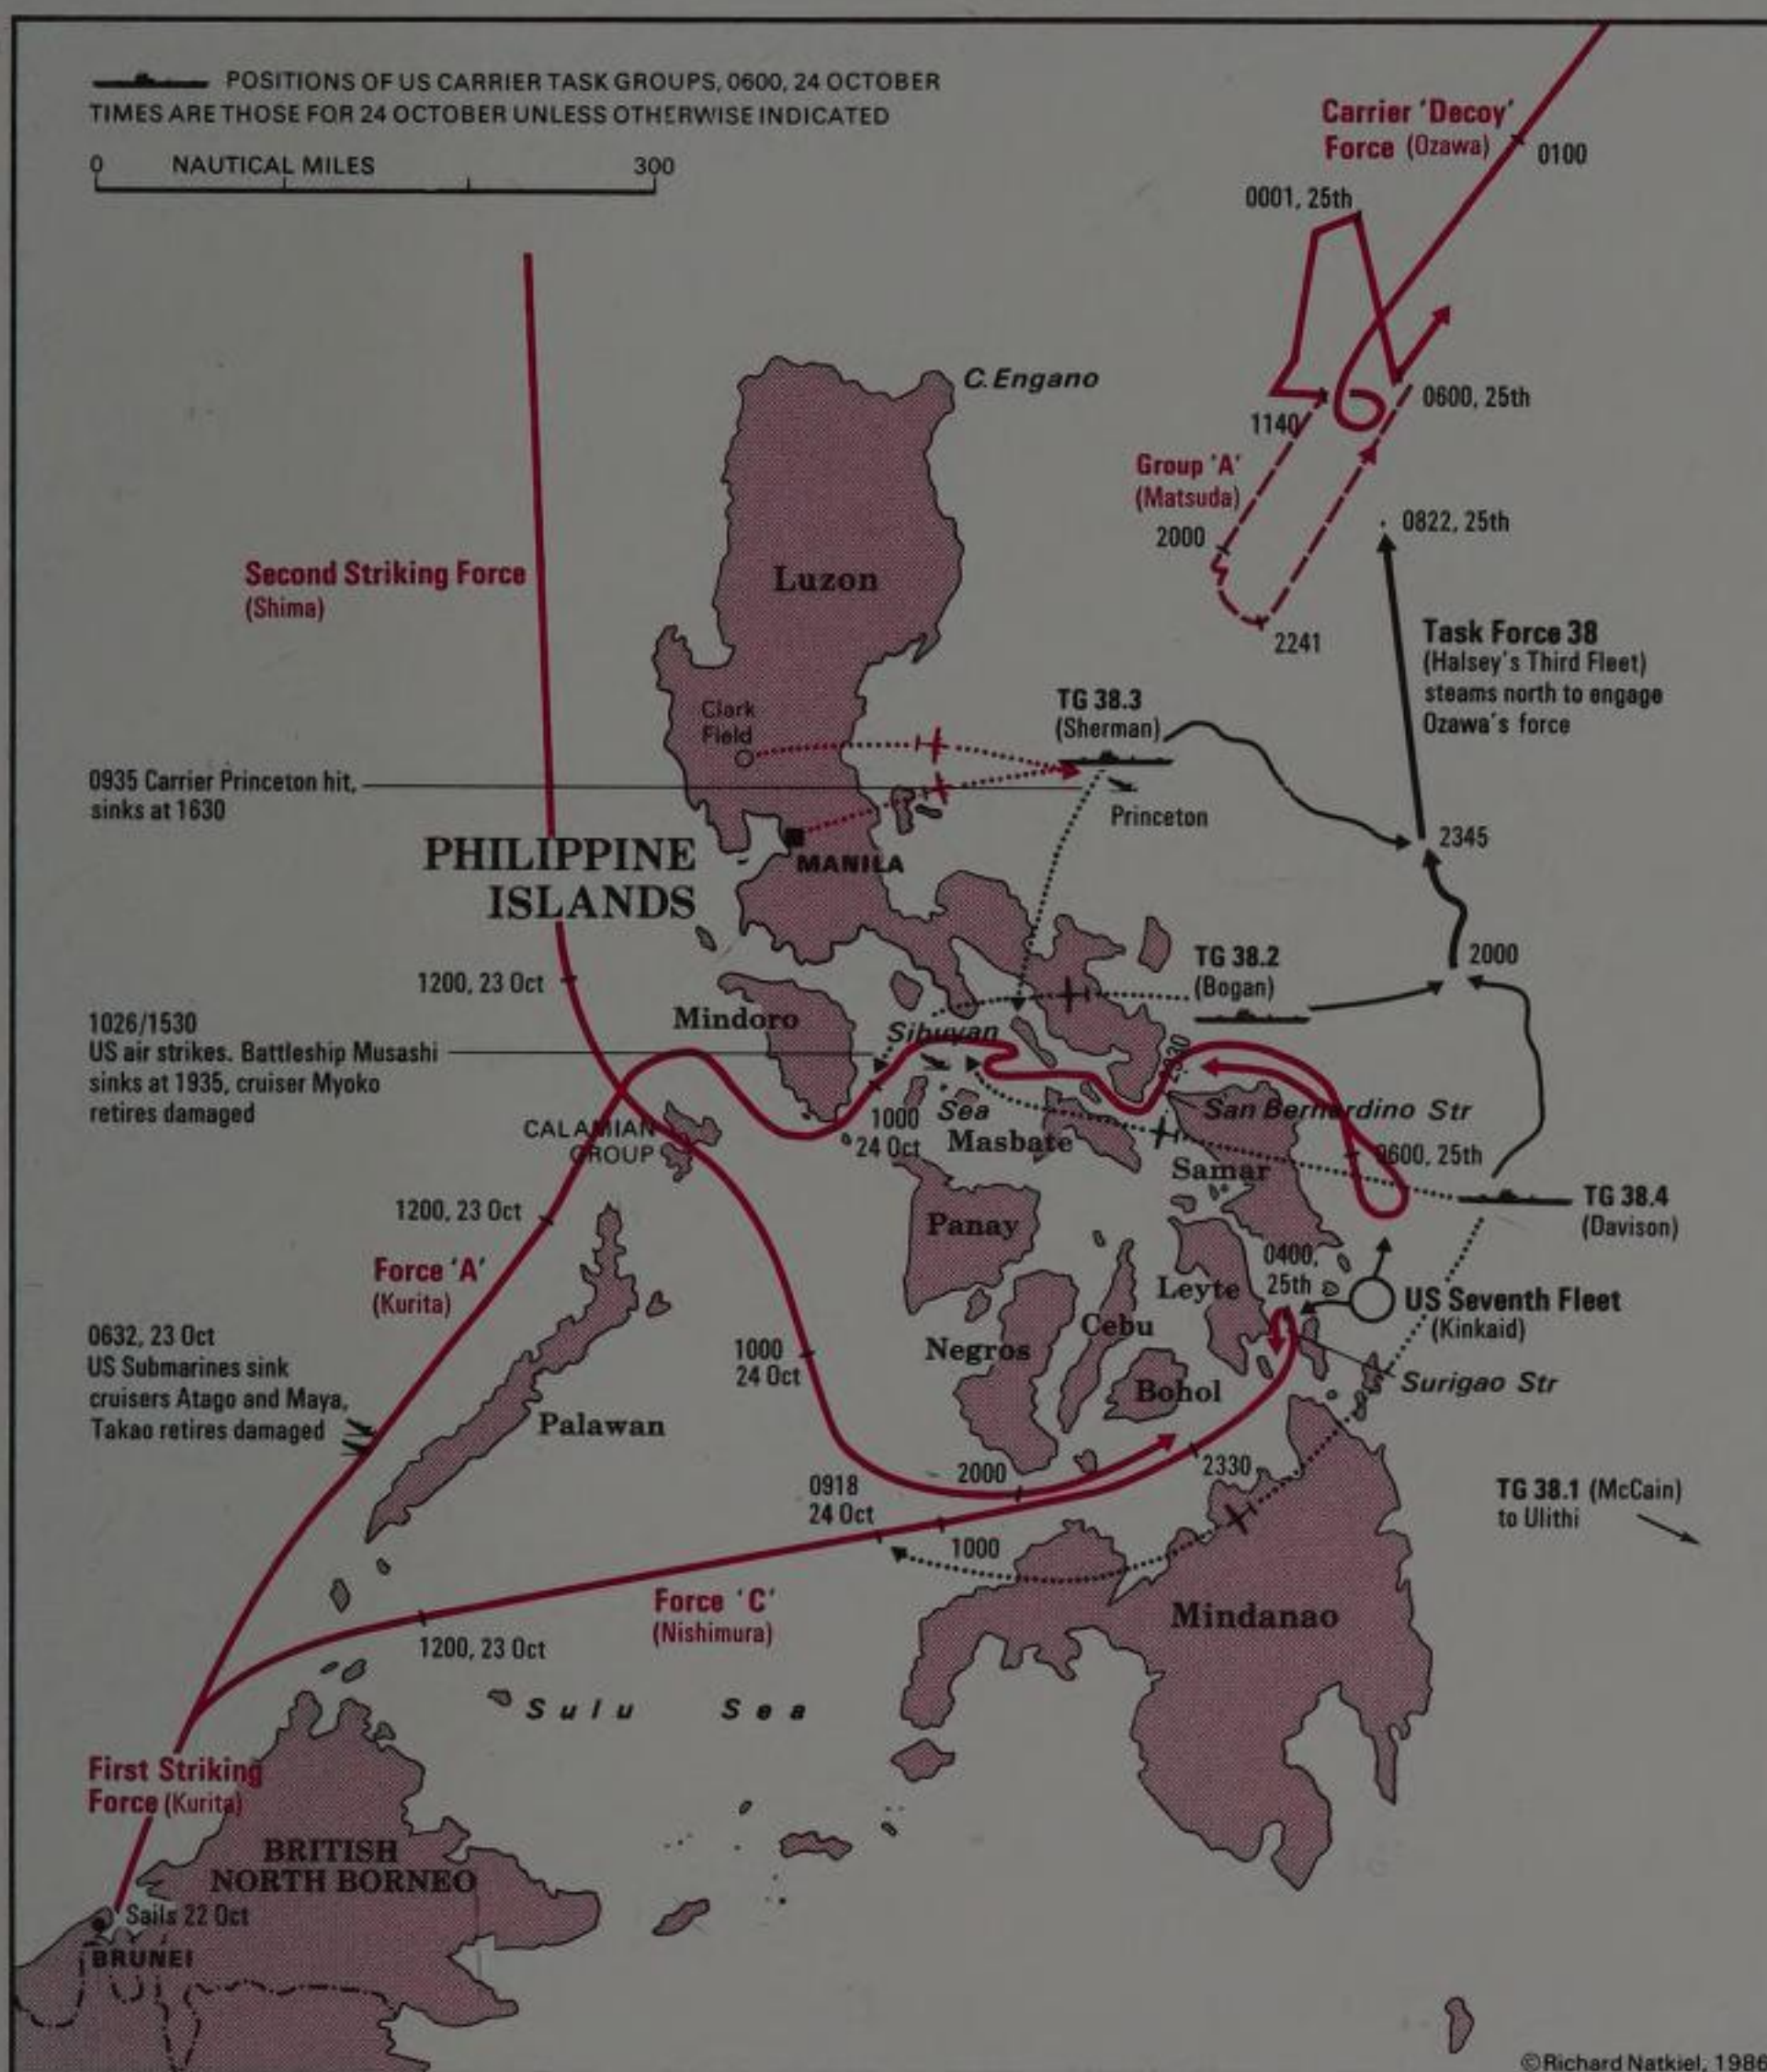 POSITIONS OF US CARRIER TASK GROUPS, 0600, 24 OCTOBER
TIMES ARE THOSE FOR 24 OCTOBER UNLESS OTHERWISE INDICATED
0 NAUTICAL MILES 300
Carrier 'Decoy'
Force (Ozawa)
0100
0001, 25th
C.Engano
1140
0600, 25th
Group 'A'
(Matsuda)
2000
0822, 25th
2241
Second Striking Force
(Shima)
Luzon
Task Force 38
(Halsey's Third Fleet)
steams north to engage
Ozawa's force
Clark
Field
TG 38.3
(Sherman)
0935 Carrier Princeton hit,
sinks at 1630
Princeton
2345
PHILIPPINE
ISLANDS
MANILA
1200, 23 Oct
TG 38.2
(Bogan)
2000
Mindoro
1026/1530
US air strikes. Battleship Musashi
sinks at 1935, cruiser Myoko
retires damaged
Sibuyan
Sea
2330
San Bernardino Str
CALAMIAN
GROUP
1000
24 Oct
Masbate
Samar
0600, 25th
TG 38.4
(Davison)
1200, 23 Oct
Panay
Force 'A'
(Kurita)
0400,
25th
Leyte
US Seventh Fleet
(Kinkaid)
0632, 23 Oct
US Submarines sink
cruisers Atago and Maya,
Takao retires damaged
1000
24 Oct
Negros
Cebu
Bohol
Surigao Str
Palawan
2000
2330
0918
24 Oct
1000
TG 38.1 (McCain)
to Ulithi
Force 'C'
(Nishimura)
1200, 23 Oct
Mindanao
Sulu Sea
First Striking
Force (Kurita)
BRITISH
NORTH BORNEO
Sails 22 Oct
BRUNEI
©Richard Natkiel, 1986